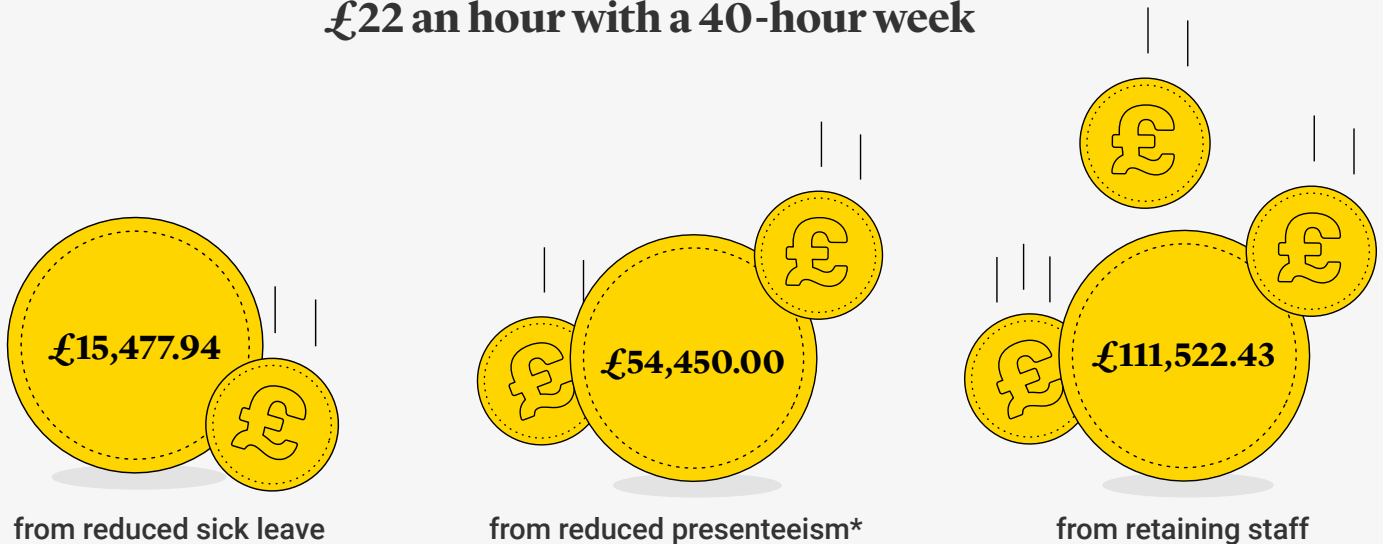 £22 an hour with a 40-hour week
£
£
£
£
£
£15,477.94
£
£54,450.00
£111,522.43
from reduced sick leave
from reduced presenteeism*
from retaining staff